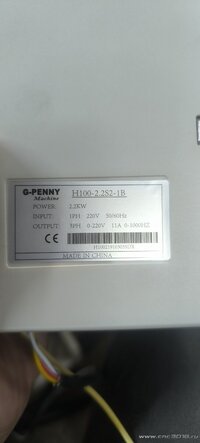 G-PENNY H100-2.2S2-1B
Machine
POWER: 2.2KW
INPUT: 1PH 220V 50/60Hz
OUTPUT: 3PH 0-220V 11A 0-1000HZ
CE
MADE IN CHINA
www.cnc3018.ru